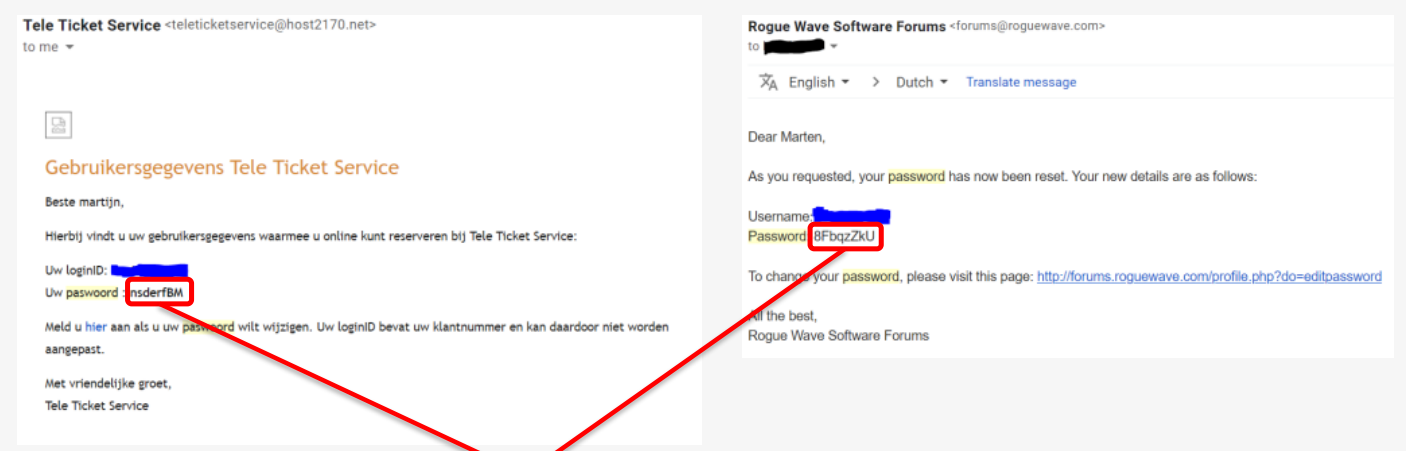 Tele Ticket Service <teleticketservice@host2170.net>
to me
Gebruikersgegevens Tele Ticket Service
Beste martijn,
Hierbij vindt u uw gebruikersgegevens waarmee u online kunt reserveren bij Tele Ticket Service:
Uw loginID:
Uw paswoord : nsderfBM
Meld u hier aan als u uw paswoord wilt wijzigen. Uw loginID bevat uw klantnummer en kan daardoor niet worden
aangepast.
Met vriendelijke groet,
Tele Ticket Service
Rogue Wave Software Forums <forums@roguewave.com>
to
English > Dutch Translate message
Dear Marten,
As you requested, your password has now been reset. Your new details are as follows:
Username:
Password: 8FbqzZkU
To change your password, please visit this page: http://forums.roguewave.com/profile.php?do=editpassword
All the best,
Rogue Wave Software Forums